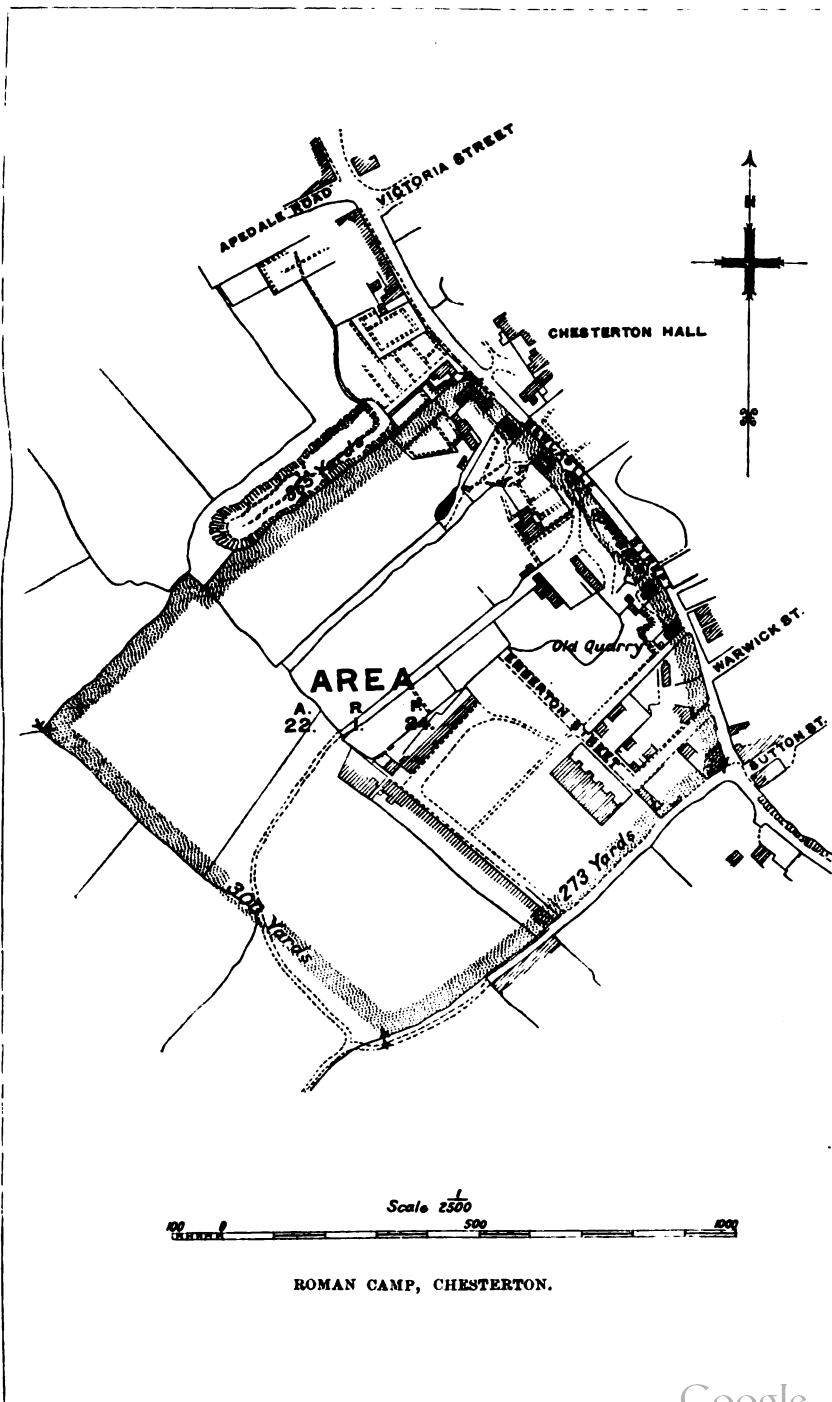 VICTORIA STREET
APEDALE ROAD
N
CHESTERTON HALL
Old Quarry
WARWICK ST.
AREA
A. R. P.
22. 1. 24.
STREET
SUTTON ST.
273 Yards
300 Yards
Scale 1/2500
100 0 500 1000
ROMAN CAMP, CHESTERTON.
Google